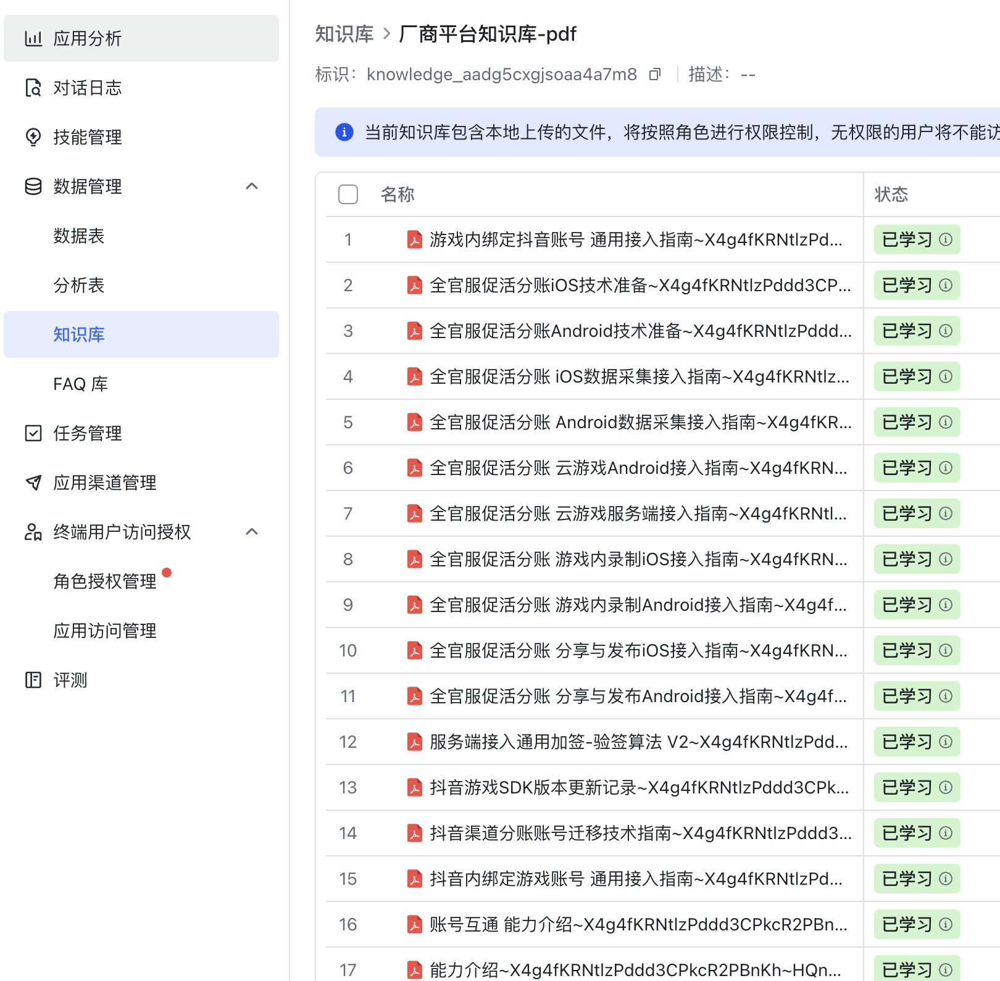 应用分析
对话日志
技能管理
数据管理
数据表
分析表
知识库
FAQ 库
任务管理
应用渠道管理
终端用户访问授权
角色授权管理
应用访问管理
评测
知识库 > 厂商平台知识库-pdf
标识： knowledge_aadg5cxgjsoaa4a7m8 描述： --
当前知识库包含本地上传的文件，将按照角色进行权限控制，无权限的用户将不能访
名称 状态
1 游戏内绑定抖音账号 通用接入指南~X4g4fKRNtlzPd... 已学习
2 全官服促活分账iOS技术准备~X4g4fKRNtlzPddd3CP... 已学习
3 全官服促活分账Android技术准备~X4g4fKRNtlzPddd... 已学习
4 全官服促活分账 iOS数据采集接入指南~X4g4fKRNtlz... 已学习
5 全官服促活分账 Android数据采集接入指南~X4g4fKR... 已学习
6 全官服促活分账 云游戏Android接入指南~X4g4fKRN... 已学习
7 全官服促活分账 云游戏服务端接入指南~X4g4fKRNtl... 已学习
8 全官服促活分账 游戏内录制iOS接入指南~X4g4fKRN... 已学习
9 全官服促活分账 游戏内录制Android接入指南~X4g4f... 已学习
10 全官服促活分账 分享与发布iOS接入指南~X4g4fKRN... 已学习
11 全官服促活分账 分享与发布Android接入指南~X4g4f... 已学习
12 服务端接入通用加签-验签算法 V2~X4g4fKRNtlzPdd... 已学习
13 抖音游戏SDK版本更新记录~X4g4fKRNtlzPddd3CPk... 已学习
14 抖音渠道分账账号迁移技术指南~X4g4fKRNtlzPddd3... 已学习
15 抖音内绑定游戏账号 通用接入指南~X4g4fKRNtlzPd... 已学习
16 账号互通 能力介绍~X4g4fKRNtlzPddd3CPkcR2PBn... 已学习
17 能力介绍~X4g4fKRNtlzPddd3CPkcR2PBnKh~HQn... 已学习